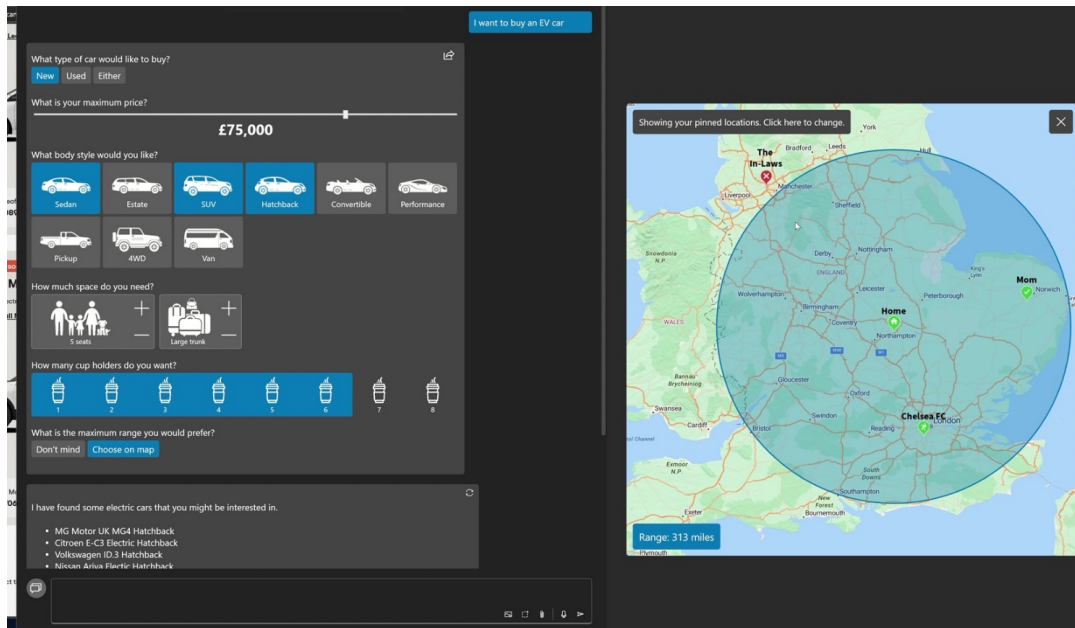 I want to buy an EV car
What type of car would like to buy?
New Used Either
What is your maximum price?
£75,000
What body style would you like?
Sedan Estate SUV Hatchback Convertible Performance
Pickup 4WD Van
How much space do you need?
5 seats Large trunk
How many cup holders do you want?
1 2 3 4 5 6 7 8
What is the maximum range you would prefer?
Don't mind Choose on map
I have found some electric cars that you might be interested in.
• MG Motor UK MG4 Hatchback
• Citroen E-C3 Electric Hatchback
• Volkswagen ID.3 Hatchback
• Nissan Ariya Electic Hatchback
Showing your pinned locations. Click here to change.
York
Bradford Leeds
Hull
The
In-Laws
Manchester
Liverpool
Sheffield
Snowdonia
N.P.
Derby Nottingham
ENGLAND
King's
Lynn
Mom
Norwich
Leicester
Wolverhampton
Peterborough
Birmingham
Home
WALES
Coventry
Northampton
Bannau
Brycheiniog
Gloucester
Oxford
Swansea
Swindon
Chelsea FC
London
Cardiff
Bristol
Reading
Exmoor
N.P.
South
Downs
Southampton
New
Forest
Exeter
Bournemouth
Range: 313 miles
Plymouth